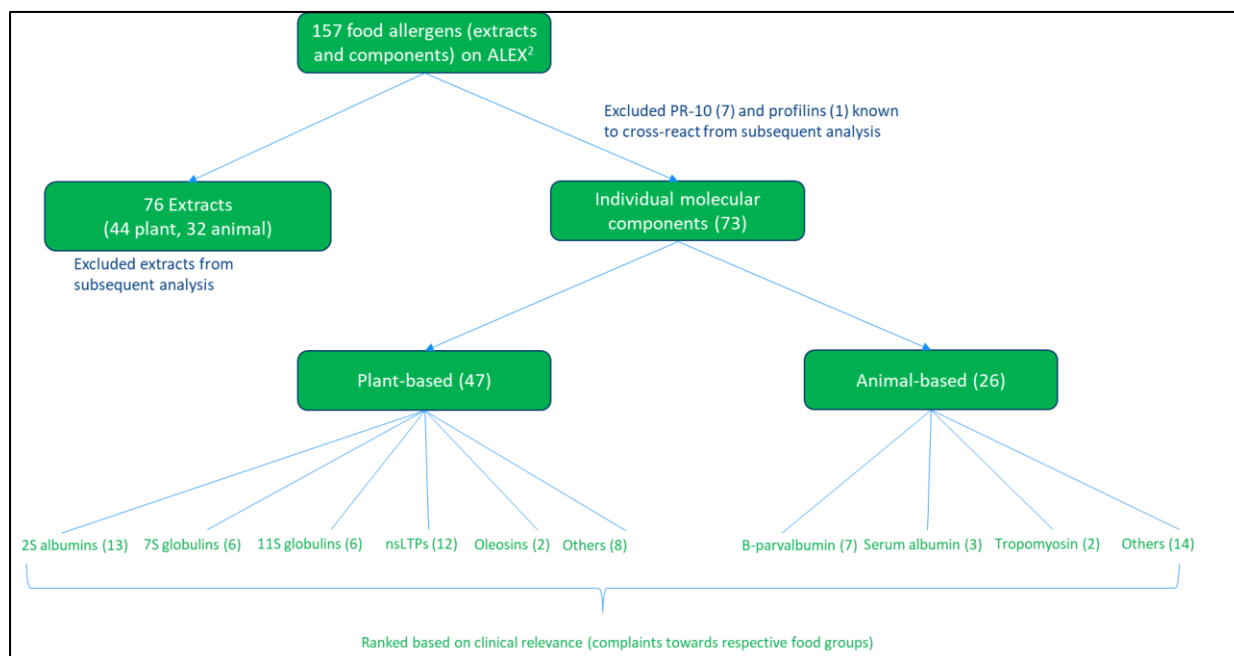 157 food allergens (extracts
and components) on ALEX²
Excluded PR-10 (7) and profilins (1) known
to cross-react from subsequent analysis
76 Extracts
(44 plant, 32 animal)
Individual molecular
components (73)
Excluded extracts from
subsequent analysis
Plant-based (47)
Animal-based (26)
2S albumins (13)
7S globulins (6)
11S globulins (6)
nsLTPs (12)
Oleosins (2)
Others (8)
B-parvalbumin (7)
Serum albumin (3)
Tropomyosin (2)
Others (14)
Ranked based on clinical relevance (complaints towards respective food groups)